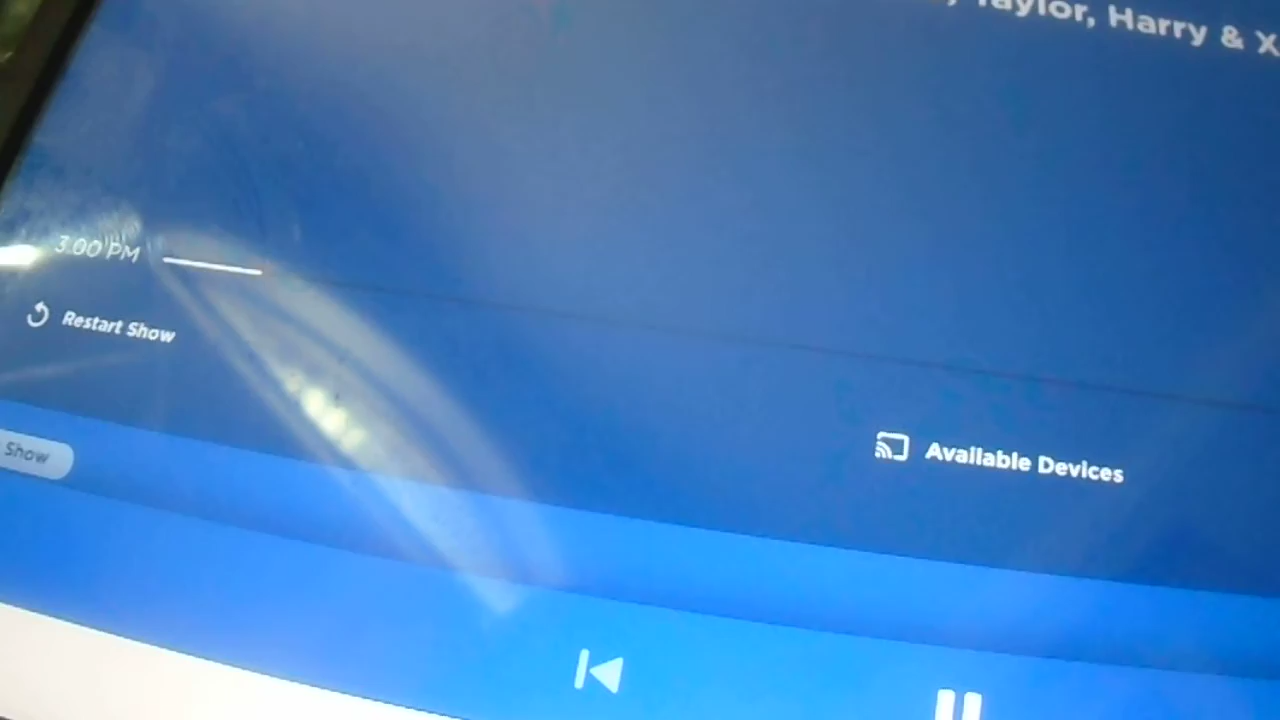 Taylor, Harry & X
3:00 PM
Restart Show
Show
Available Devices